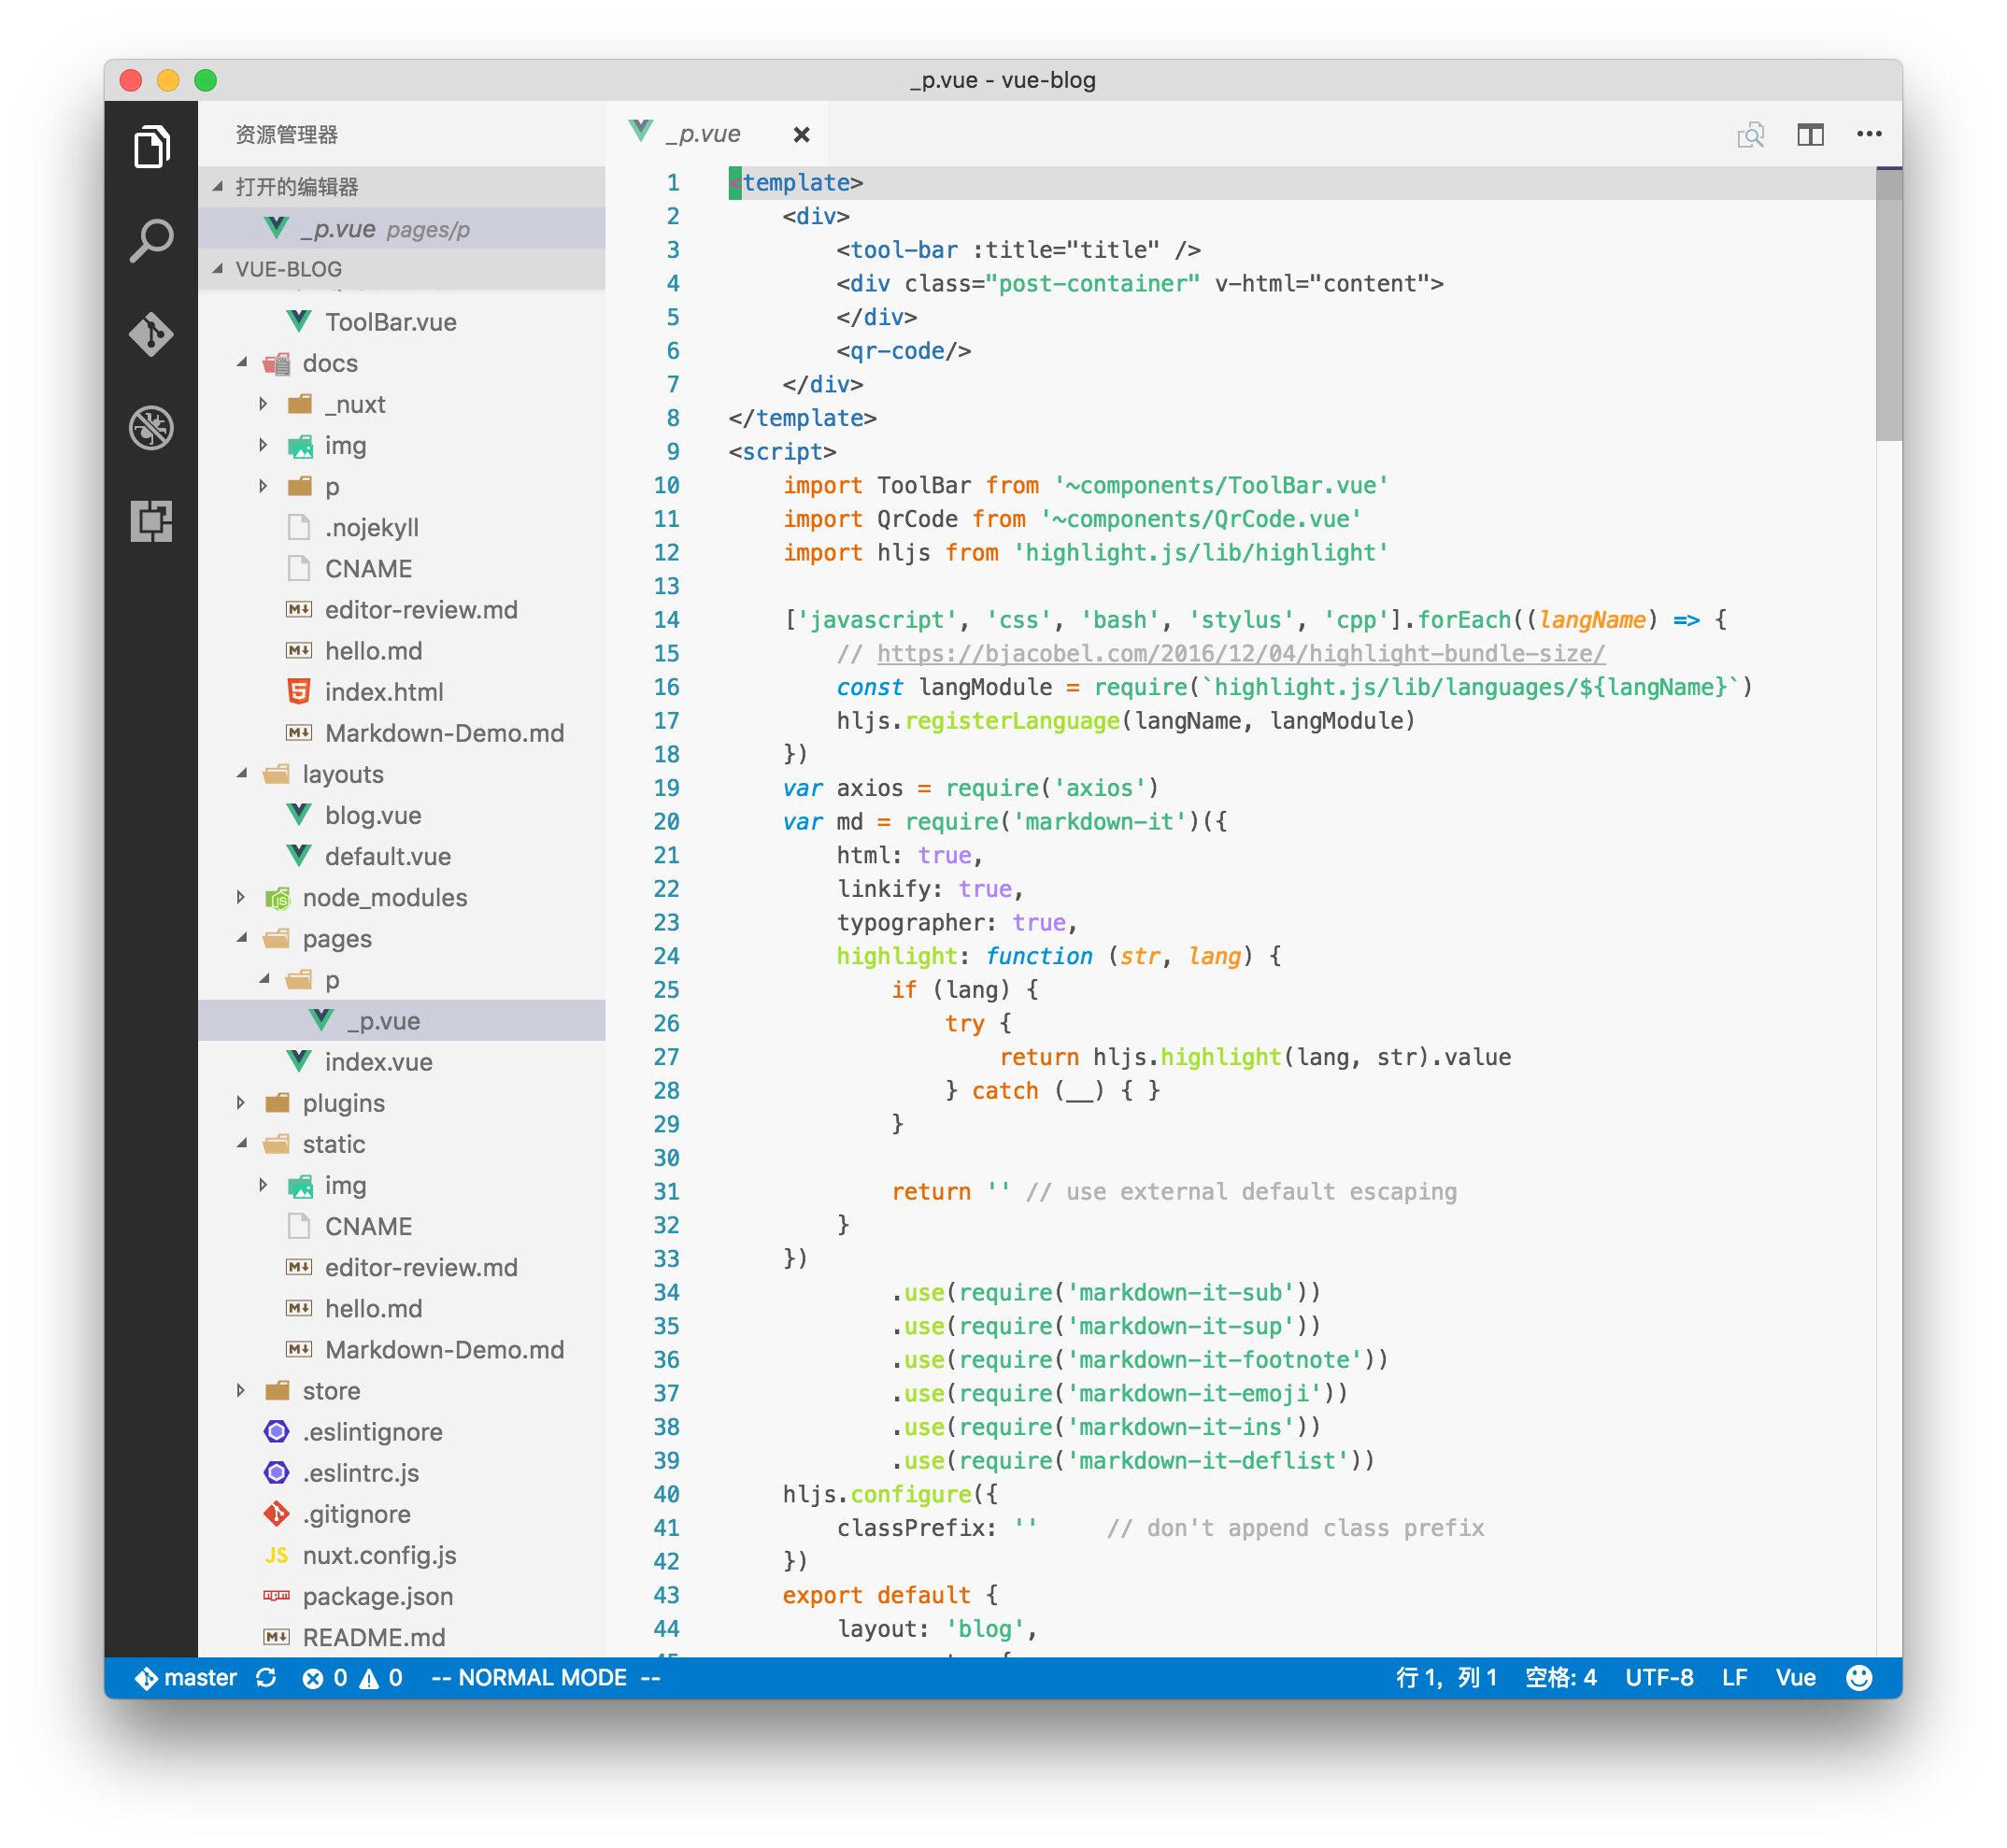 _p.vue - vue-blog
资源管理器
打开的编辑器
_p.vue pages/p
VUE-BLOG
ToolBar.vue
docs
_nuxt
img
p
.nojekyll
CNAME
editor-review.md
hello.md
index.html
Markdown-Demo.md
layouts
blog.vue
default.vue
node_modules
pages
p
_p.vue
index.vue
plugins
static
img
CNAME
editor-review.md
hello.md
Markdown-Demo.md
store
.eslintignore
.eslintrc.js
.gitignore
JS nuxt.config.js
package.json
README.md
_p.vue
1 <template>
2 <div>
3 <tool-bar :title="title" />
4 <div class="post-container" v-html="content">
5 </div>
6 <qr-code/>
7 </div>
8 </template>
9 <script>
10 import ToolBar from '~components/ToolBar.vue'
11 import QrCode from '~components/QrCode.vue'
12 import hljs from 'highlight.js/lib/highlight'
13
14 ['javascript', 'css', 'bash', 'stylus', 'cpp'].forEach((langName) => {
15 // https://bjacobel.com/2016/12/04/highlight-bundle-size/
16 const langModule = require(`highlight.js/lib/languages/${langName}`)
17 hljs.registerLanguage(langName, langModule)
18 })
19 var axios = require('axios')
20 var md = require('markdown-it')({
21 html: true,
22 linkify: true,
23 typographer: true,
24 highlight: function (str, lang) {
25 if (lang) {
26 try {
27 return hljs.highlight(lang, str).value
28 } catch (__) { }
29 }
30
31 return '' // use external default escaping
32 }
33 })
34 .use(require('markdown-it-sub'))
35 .use(require('markdown-it-sup'))
36 .use(require('markdown-it-footnote'))
37 .use(require('markdown-it-emoji'))
38 .use(require('markdown-it-ins'))
39 .use(require('markdown-it-deflist'))
40 hljs.configure({
41 classPrefix: '' // don't append class prefix
42 })
43 export default {
44 layout: 'blog',
master 0 0 -- NORMAL MODE -- 行 1，列 1 空格: 4 UTF-8 LF Vue